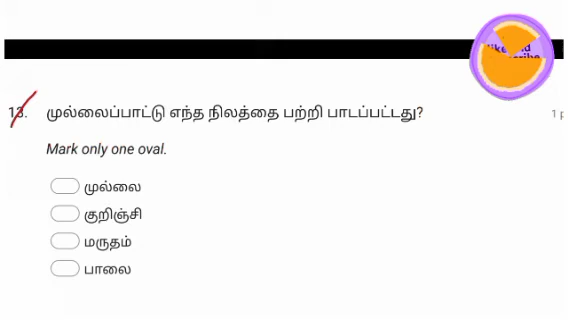 13. முல்லைப்பாட்டு எந்த நிலத்தை பற்றி பாடப்பட்டது?
Mark only one oval.
முல்லை
குறிஞ்சி
மருதம்
பாலை